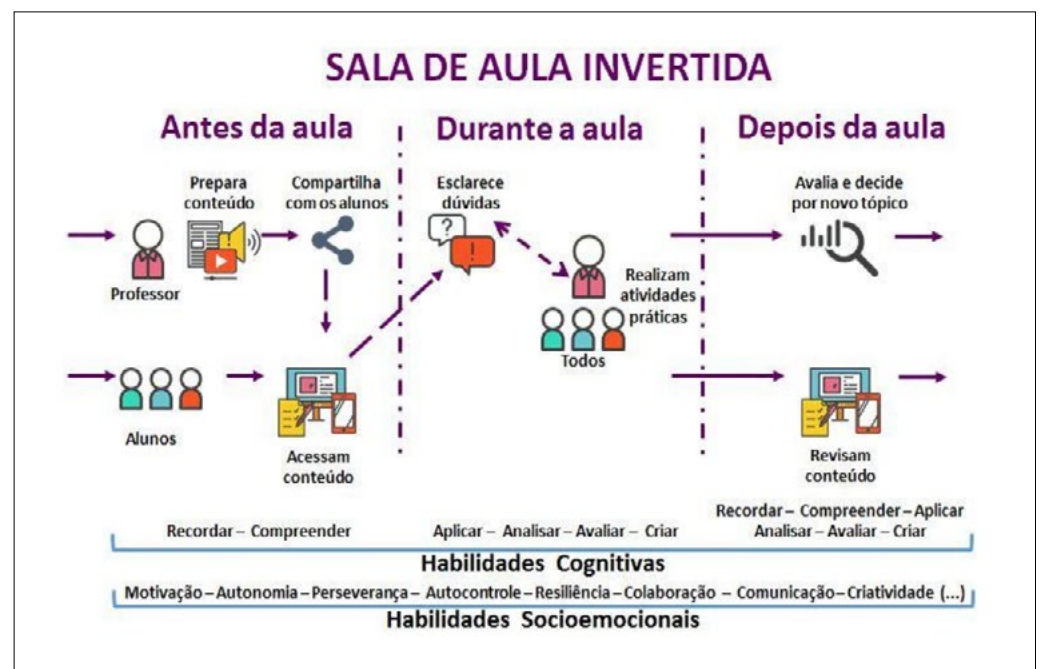 SALA DE AULA INVERTIDA
Antes da aula
Durante a aula
Depois da aula
Prepara
conteúdo
Compartilha
com os alunos
Esclarece
dúvidas
Avalia e decide
por novo tópico
?
!
Professor
Realizam
atividades
práticas
Todos
Alunos
Acessam
conteúdo
Revisam
conteúdo
Recordar – Compreender
Aplicar – Analisar – Avaliar – Criar
Recordar – Compreender – Aplicar
Analisar – Avaliar – Criar
Habilidades Cognitivas
Motivação – Autonomia – Perseverança – Autocontrole – Resiliência – Colaboração – Comunicação – Criatividade (...)
Habilidades Socioemocionais